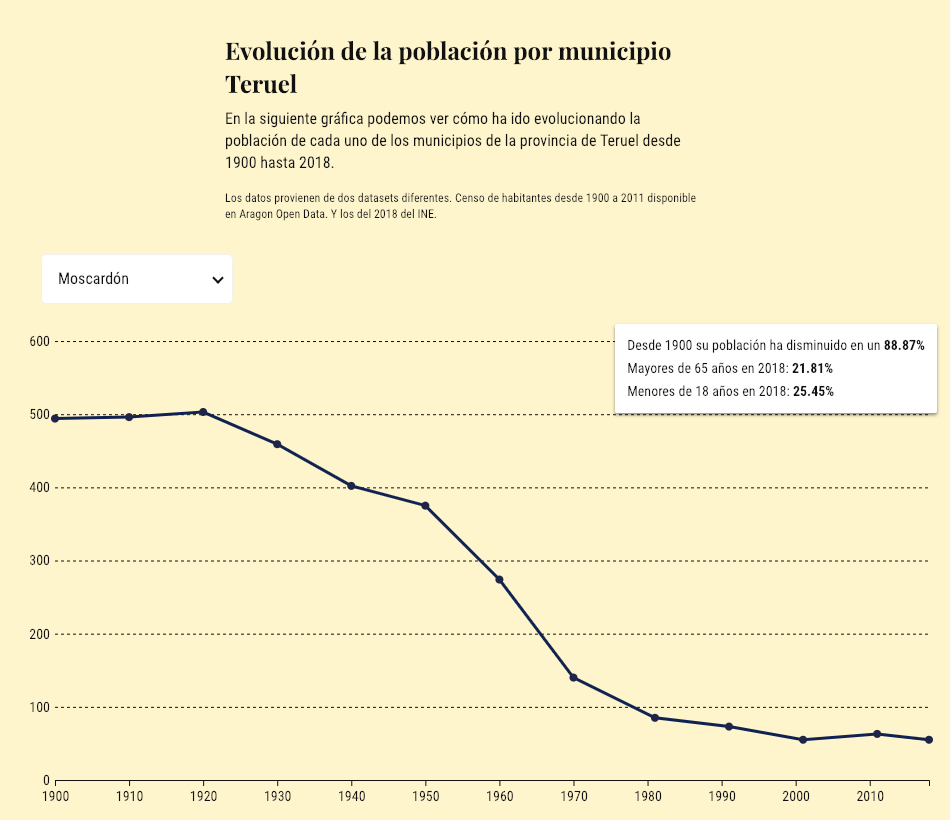 Evolución de la población por municipio
Teruel
En la siguiente gráfica podemos ver cómo ha ido evolucionando la
población de cada uno de los municipios de la provincia de Teruel desde
1900 hasta 2018.
Los datos provienen de dos datasets diferentes. Censo de habitantes desde 1900 a 2011 disponible
en Aragon Open Data. Y los del 2018 del INE.
Moscardón
Desde 1900 su población ha disminuido en un 88.87%
Mayores de 65 años en 2018: 21.81%
Menores de 18 años en 2018: 25.45%
600
500
400
300
200
100
0
1900 1910 1920 1930 1940 1950 1960 1970 1980 1990 2000 2010